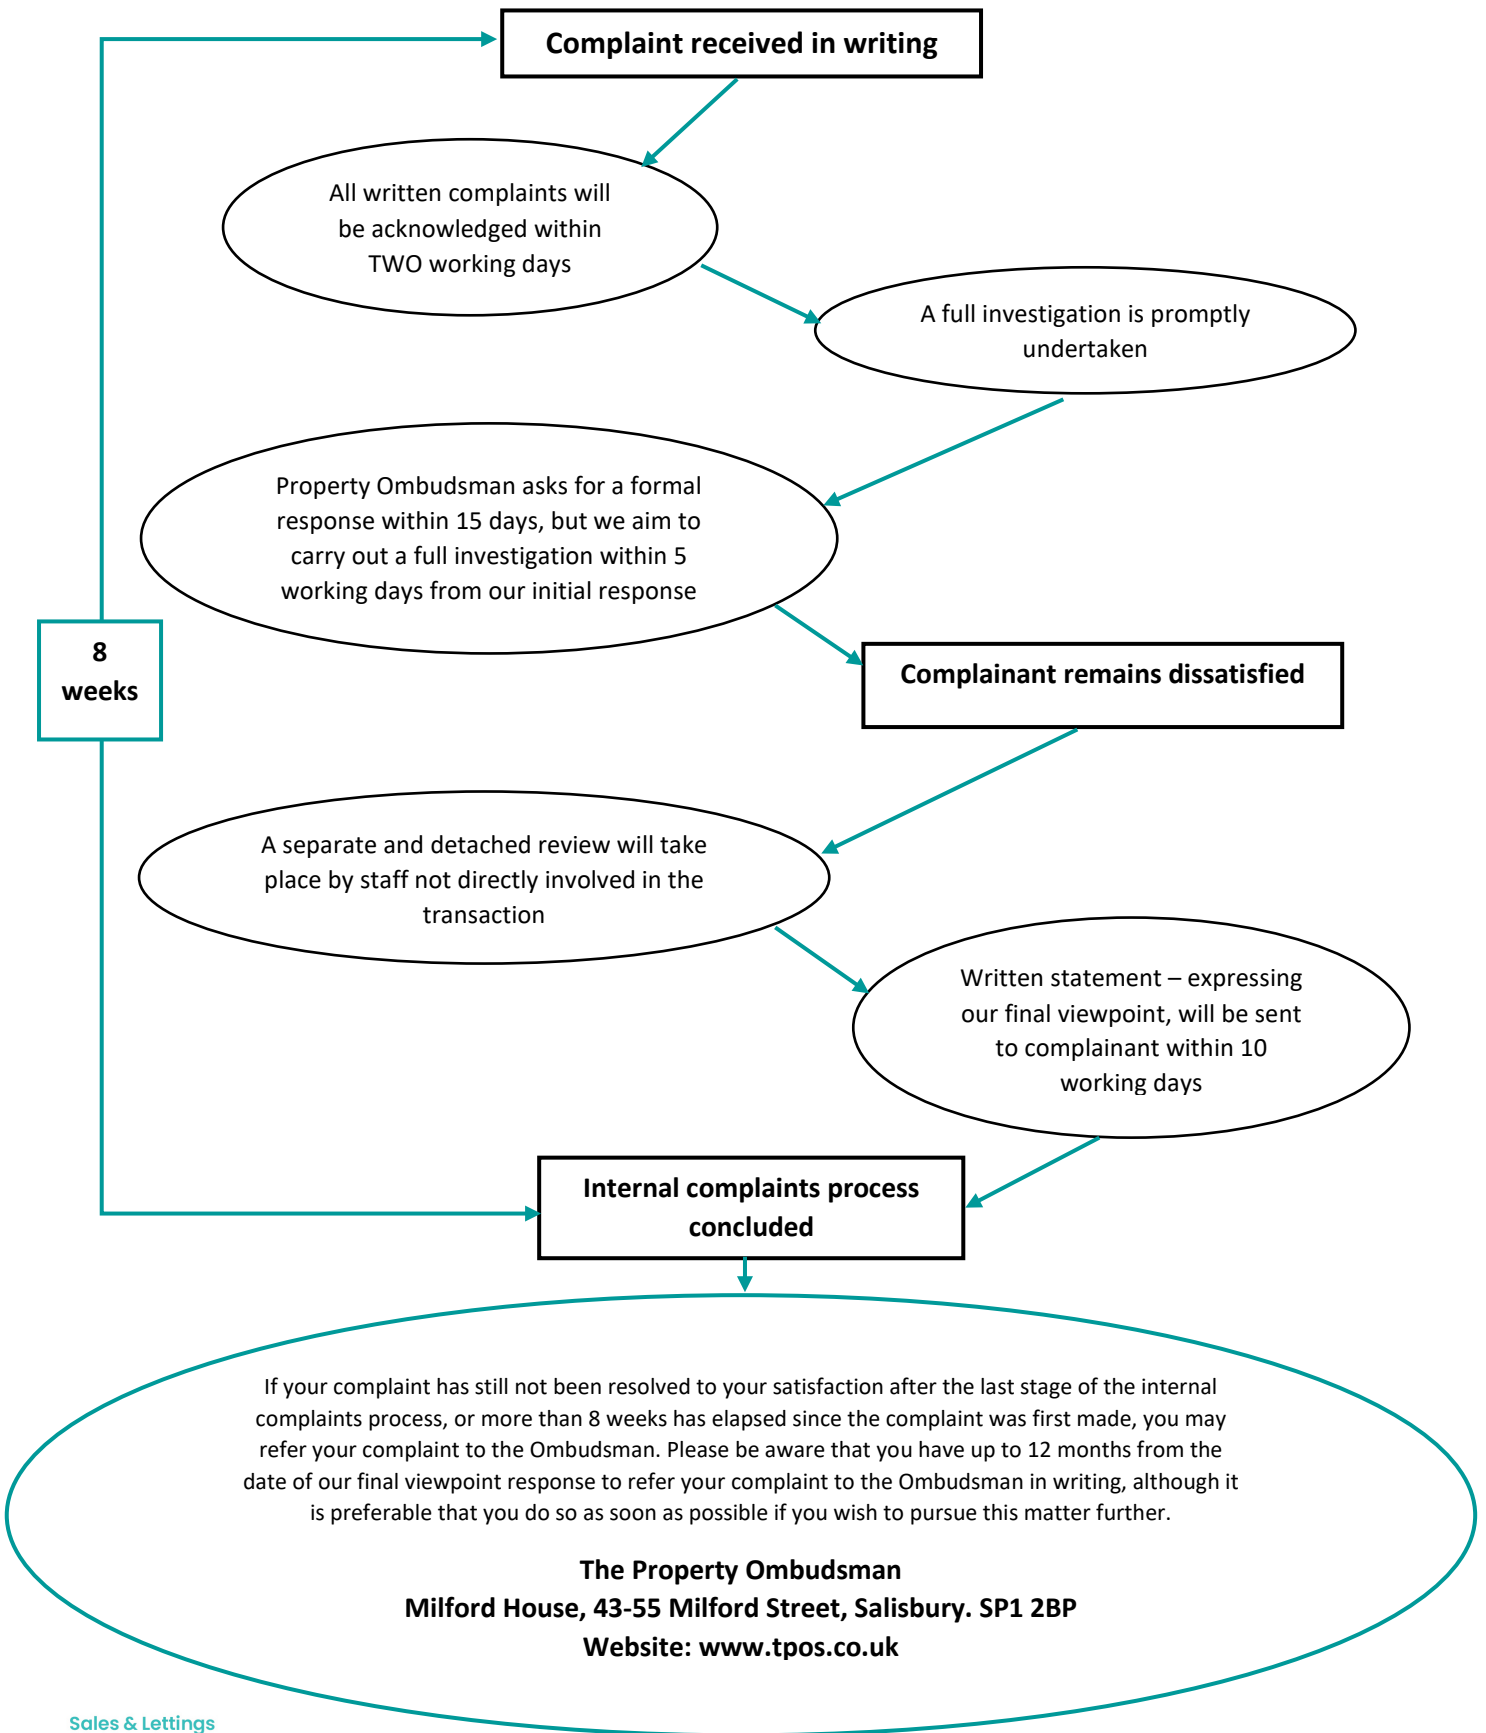 Complaint received in writing
All written complaints will
be acknowledged within
TWO working days
A full investigation is promptly
undertaken
Property Ombudsman asks for a formal
response within 15 days, but we aim to
carry out a full investigation within 5
working days from our initial response
8
weeks
Complainant remains dissatisfied
A separate and detached review will take
place by staff not directly involved in the
transaction
Written statement – expressing
our final viewpoint, will be sent
to complainant within 10
working days
Internal complaints process
concluded
If your complaint has still not been resolved to your satisfaction after the last stage of the internal
complaints process, or more than 8 weeks has elapsed since the complaint was first made, you may
refer your complaint to the Ombudsman. Please be aware that you have up to 12 months from the
date of our final viewpoint response to refer your complaint to the Ombudsman in writing, although it
is preferable that you do so as soon as possible if you wish to pursue this matter further.
The Property Ombudsman
Milford House, 43-55 Milford Street, Salisbury. SP1 2BP
Website: www.tpos.co.uk
Sales & Lettings